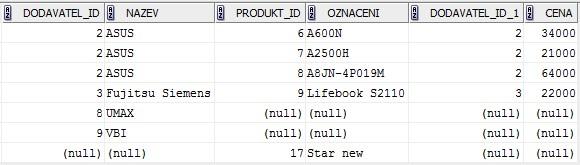 DODAVATEL_ID NAZEV PRODUKT_ID OZNACENI DODAVATEL_ID_1 CENA
2 ASUS 6 A600N 2 34000
2 ASUS 7 A2500H 2 21000
2 ASUS 8 A8JN-4P019M 2 64000
3 Fujitsu Siemens 9 Lifebook S2110 3 22000
8 UMAX (null) (null) (null) (null)
9 VBI (null) (null) (null) (null)
(null) (null) 17 Star new (null) (null)